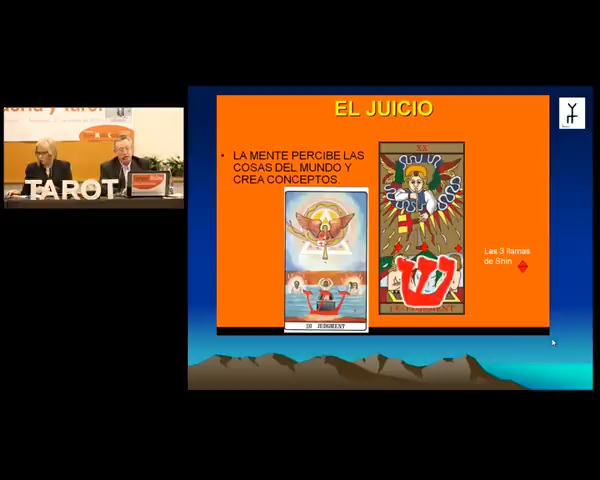 y Tarot
TAROT
EL JUICIO
• LA MENTE PERCIBE LAS
COSAS DEL MUNDO Y
CREA CONCEPTOS.
XX
ש
Las 3 llamas
de Shin
JUDGMENT